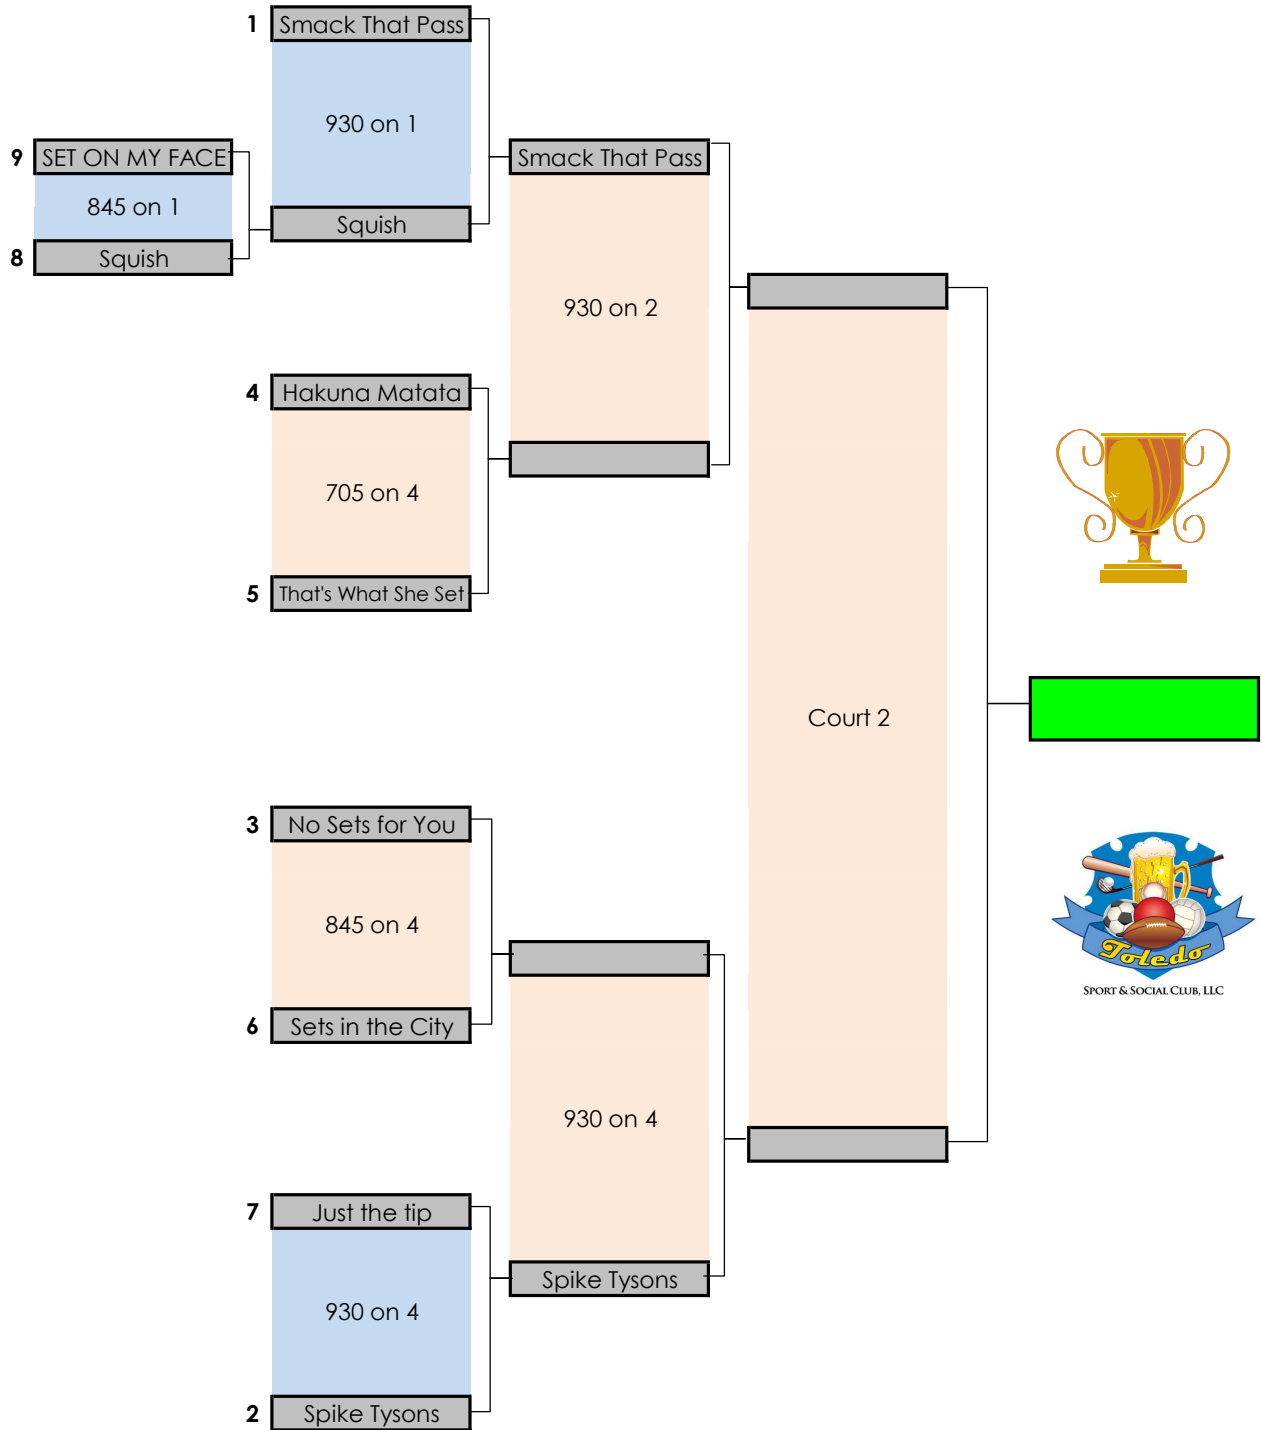 1 Smack That Pass
930 on 1
9 SET ON MY FACE
Smack That Pass
845 on 1
Squish
8 Squish
930 on 2
4 Hakuna Matata
705 on 4
5 That's What She Set
Court 2
3 No Sets for You
845 on 4
6 Sets in the City
Toledo
SPORT & SOCIAL CLUB, LLC
930 on 4
7 Just the tip
Spike Tysons
930 on 4
2 Spike Tysons